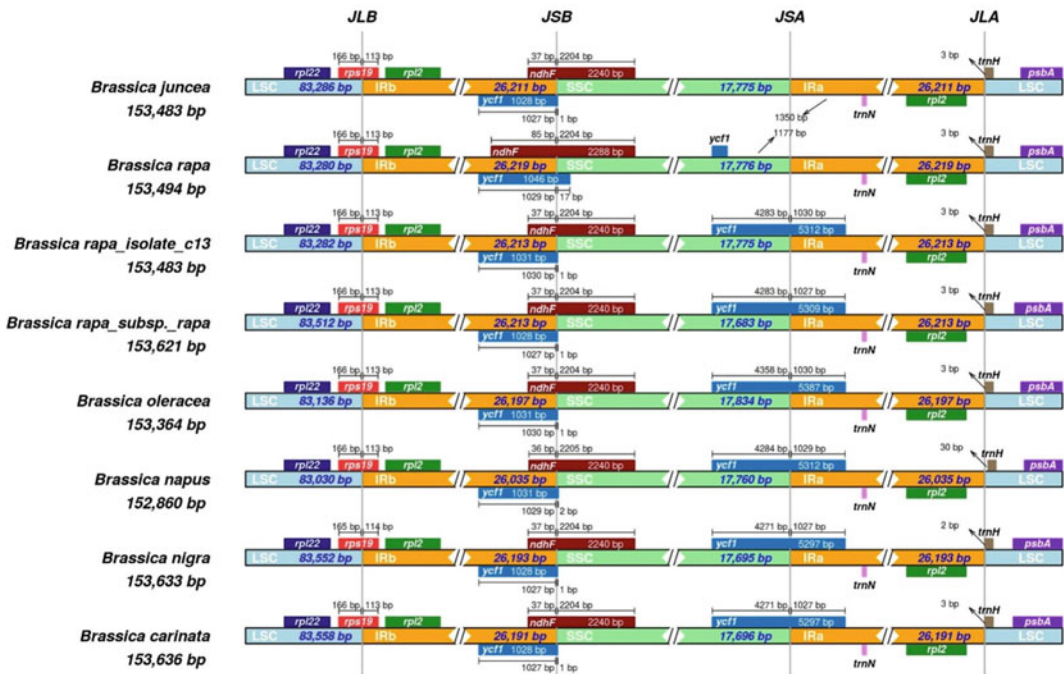 JLB JSB JSA JLA
166 bp 113 bp 37 bp 2204 bp 3 bp trnH
rpl22 rps19 rpl2 ndhF 2240 bp psbA
Brassica juncea LSC 83,286 bp IRb 26,211 bp SSC 17,775 bp IRa 26,211 bp LSC
153,483 bp ycf1 1028 bp trnN rpl2
1027 bp 1 bp 1350 bp
1177 bp
166 bp 113 bp 85 bp 2204 bp ycf1 3 bp trnH
rpl22 rps19 rpl2 ndhF 2288 bp psbA
Brassica rapa LSC 83,280 bp IRb 26,219 bp SSC 17,776 bp IRa 26,219 bp LSC
153,494 bp ycf1 1046 bp trnN rpl2
1029 bp 17 bp
166 bp 113 bp 37 bp 2204 bp 4283 bp 1030 bp 3 bp trnH
rpl22 rps19 rpl2 ndhF 2240 bp ycf1 5312 bp psbA
Brassica rapa_isolate_c13 LSC 83,282 bp IRb 26,213 bp SSC 17,775 bp IRa 26,213 bp LSC
153,483 bp ycf1 1031 bp trnN rpl2
1030 bp 1 bp
166 bp 113 bp 37 bp 2204 bp 4283 bp 1027 bp 3 bp trnH
rpl22 rps19 rpl2 ndhF 2240 bp ycf1 5309 bp psbA
Brassica rapa_subsp._rapa LSC 83,512 bp IRb 26,213 bp SSC 17,683 bp IRa 26,213 bp LSC
153,621 bp ycf1 1028 bp trnN rpl2
1027 bp 1 bp
166 bp 113 bp 37 bp 2204 bp 4358 bp 1030 bp 3 bp trnH
rpl22 rps19 rpl2 ndhF 2240 bp ycf1 5387 bp psbA
Brassica oleracea LSC 83,136 bp IRb 26,197 bp SSC 17,834 bp IRa 26,197 bp LSC
153,364 bp ycf1 1031 bp trnN rpl2
1030 bp 1 bp
166 bp 113 bp 36 bp 2205 bp 4284 bp 1029 bp 30 bp trnH
rpl22 rps19 rpl2 ndhF 2240 bp ycf1 5312 bp psbA
Brassica napus LSC 83,030 bp IRb 26,035 bp SSC 17,760 bp IRa 26,035 bp LSC
152,860 bp ycf1 1031 bp trnN rpl2
1029 bp 2 bp
165 bp 114 bp 37 bp 2204 bp 4271 bp 1027 bp 2 bp trnH
rpl22 rps19 rpl2 ndhF 2240 bp ycf1 5297 bp psbA
Brassica nigra LSC 83,552 bp IRb 26,193 bp SSC 17,695 bp IRa 26,193 bp LSC
153,633 bp ycf1 1028 bp trnN rpl2
1027 bp 1 bp
166 bp 113 bp 37 bp 2204 bp 4271 bp 1027 bp 3 bp trnH
rpl22 rps19 rpl2 ndhF 2240 bp ycf1 5297 bp psbA
Brassica carinata LSC 83,558 bp IRb 26,191 bp SSC 17,696 bp IRa 26,191 bp LSC
153,636 bp ycf1 1028 bp trnN rpl2
1027 bp 1 bp